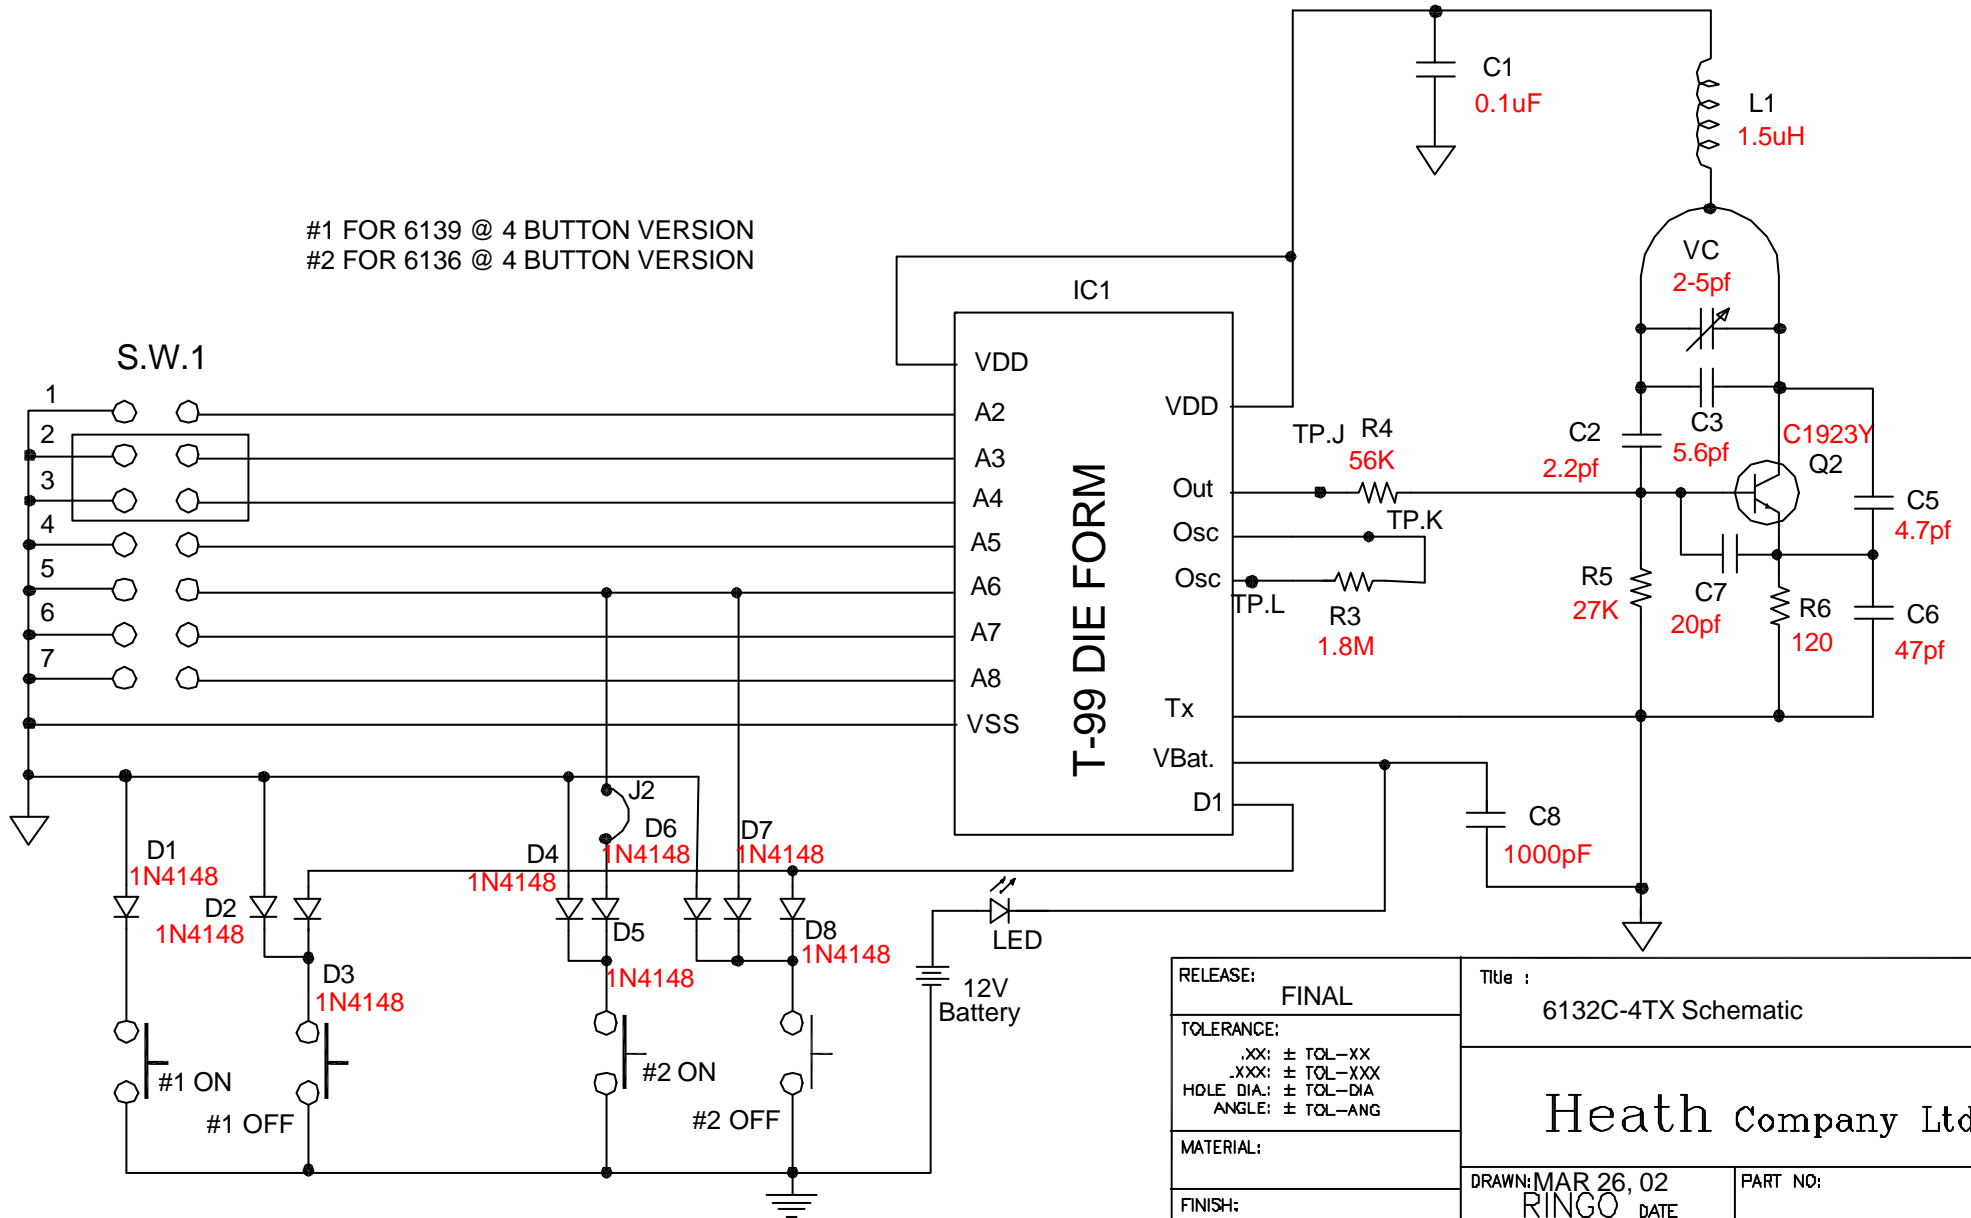 C1
0.1uF
L1
1.5uH
#1 FOR 6139 @ 4 BUTTON VERSION
#2 FOR 6136 @ 4 BUTTON VERSION
VC
2-5pf
IC1
S.W.1
1
2
3
4
5
6
7
VDD
A2
A3
A4
A5
A6
A7
A8
VSS
T-99 DIE FORM
VDD
Out
Osc
Osc
Tx
VBat.
D1
TP.J
R4
56K
TP.K
TP.L
R3
1.8M
C2
2.2pf
C3
5.6pf
C1923Y
Q2
C5
4.7pf
R5
27K
C7
20pf
R6
120
C6
47pf
C8
1000pF
J2
D1
1N4148
D2
1N4148
D3
1N4148
D4
1N4148
D5
1N4148
D6
1N4148
D7
1N4148
D8
1N4148
LED
12V
Battery
#1 ON
#1 OFF
#2 ON
#2 OFF
RELEASE:
FINAL
TOLERANCE:
.XX: ± TOL-XX
.XXX: ± TOL-XXX
HOLE DIA.: ± TOL-DIA
ANGLE: ± TOL-ANG
MATERIAL:
FINISH:
Title :
6132C-4TX Schematic
Heath Company Ltd
DRAWN: MAR 26, 02
RINGO DATE
PART NO: